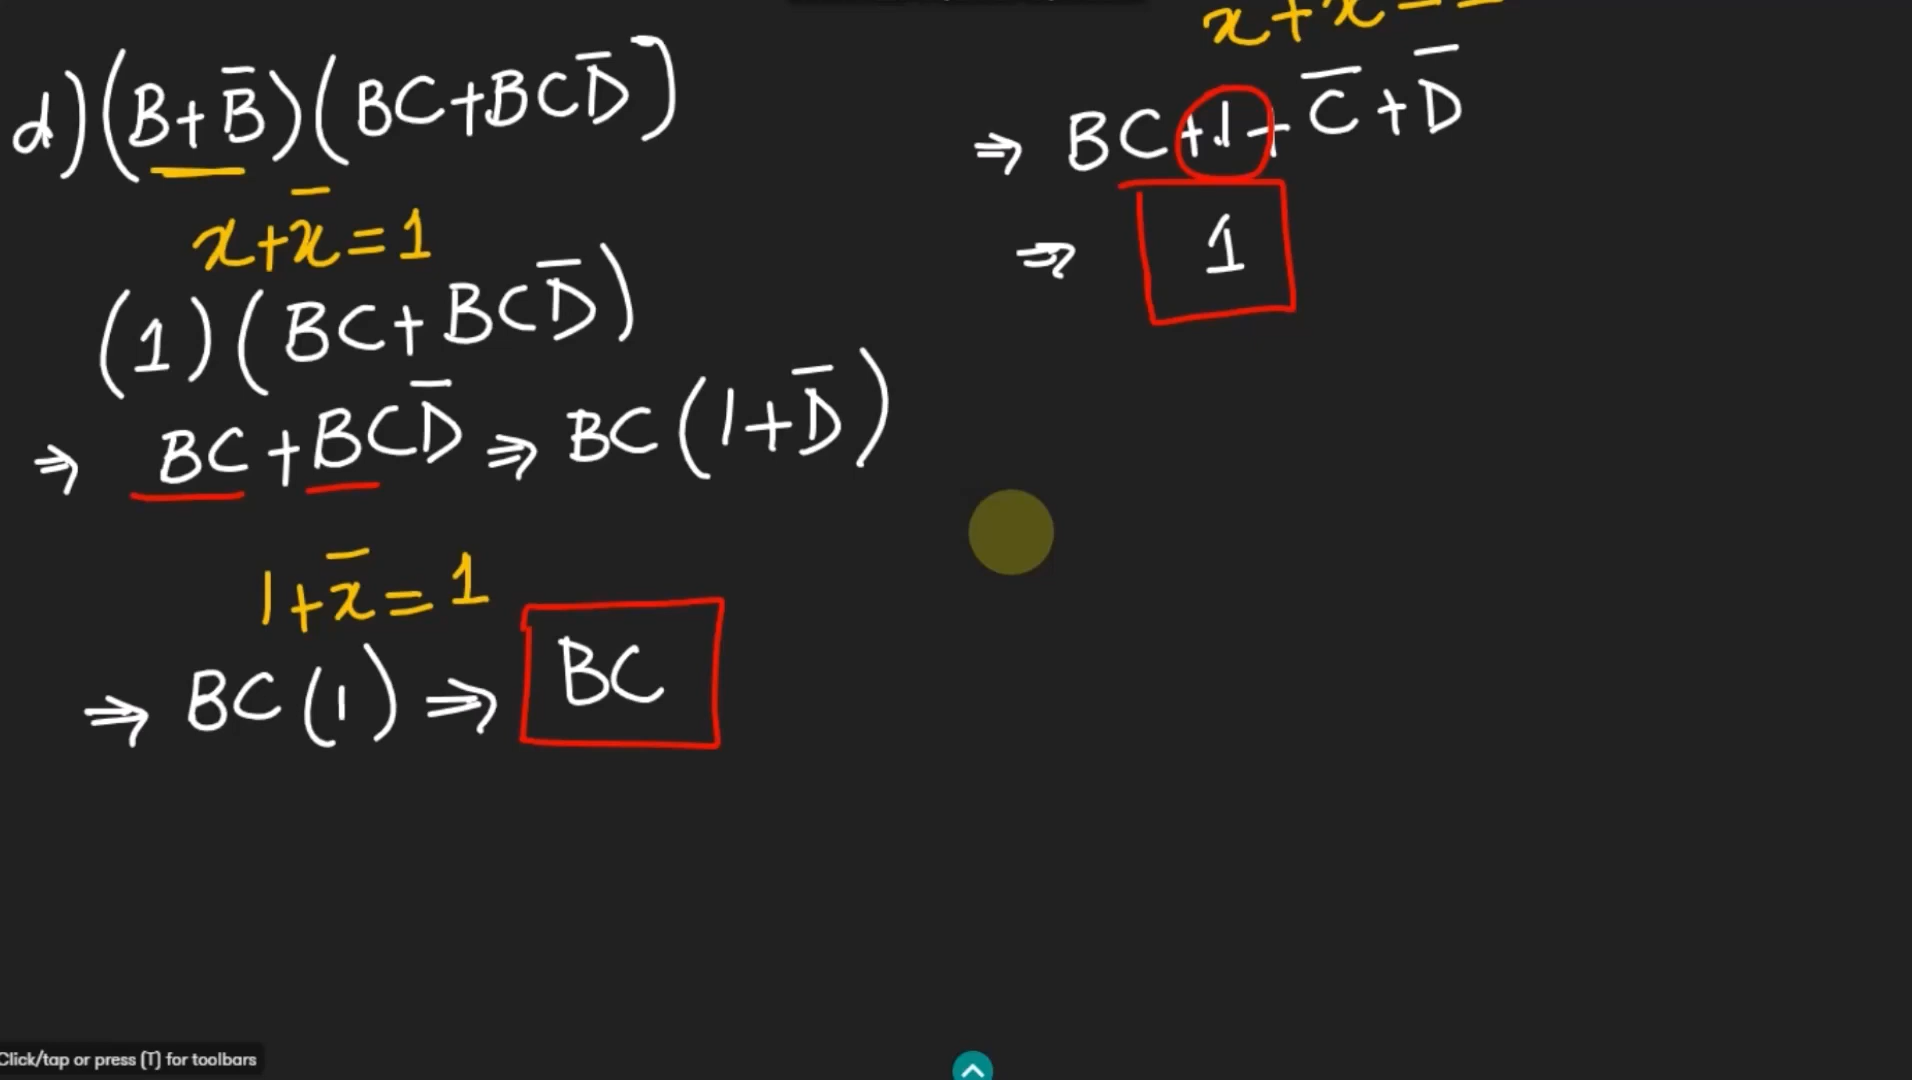 d) (B+B̅)(BC+BCD̅)
x+x̅=1
(1)(BC+BCD̅)
⇒ BC+BCD̅ ⇒ BC(1+D̅)
1+x̅=1
⇒ BC(1) ⇒ BC
⇒ BC+1+C̅+D̅
⇒ 1
Click/tap or press (T) for toolbars